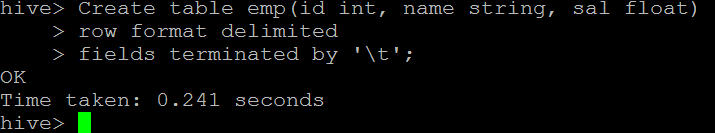 hive> Create table emp(id int, name string, sal float)
    > row format delimited
    > fields terminated by '\t';
OK
Time taken: 0.241 seconds
hive>